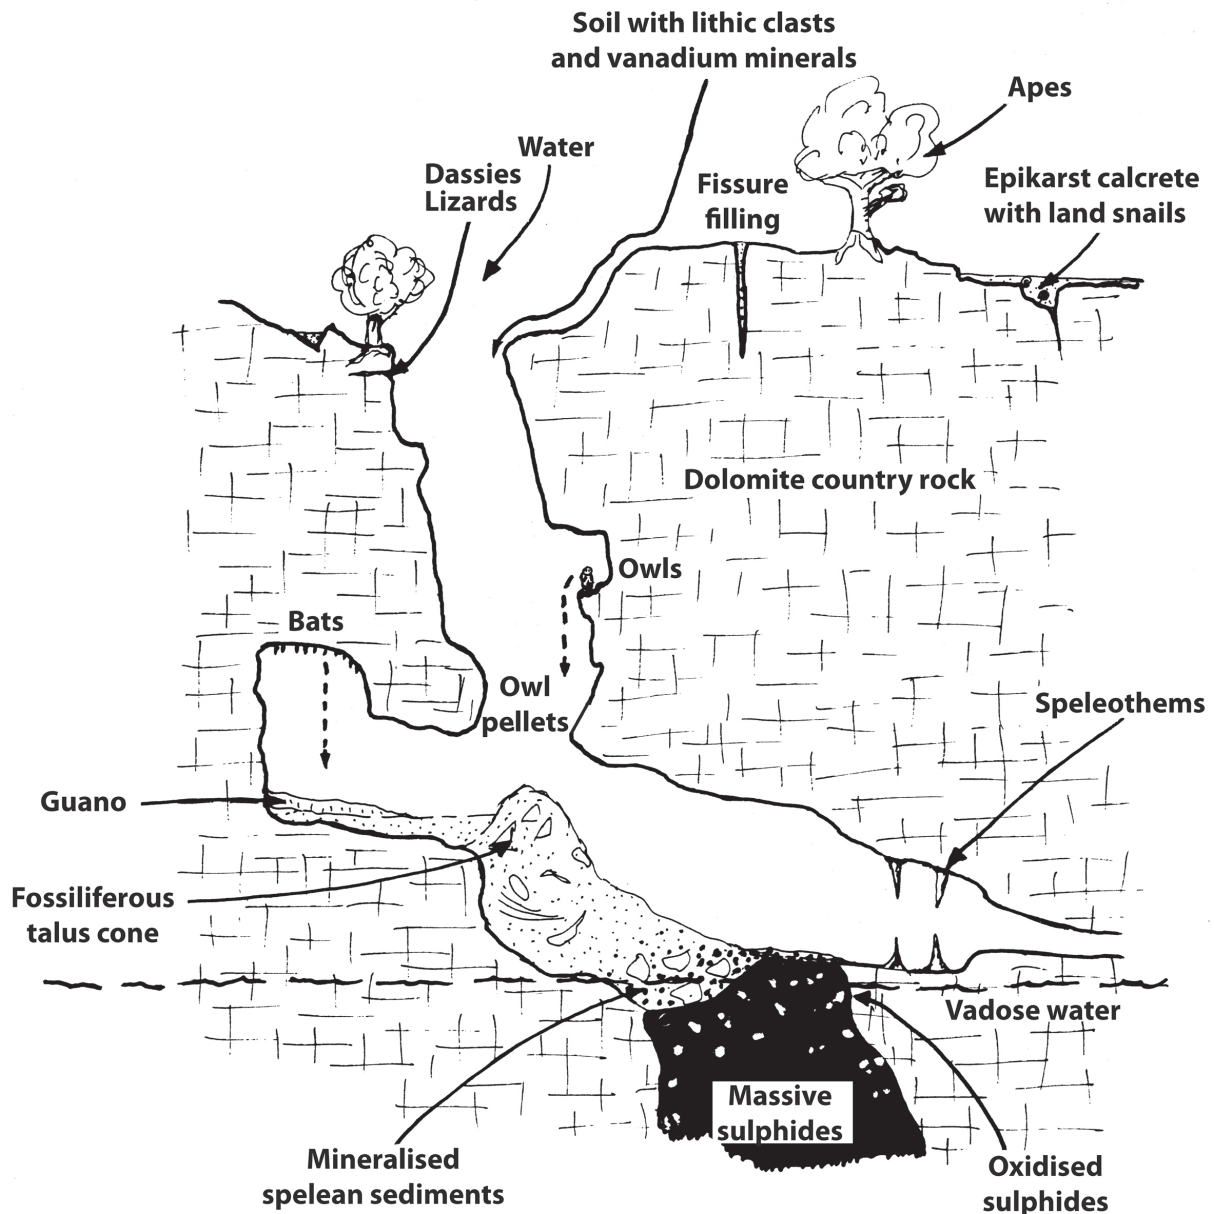 Soil with lithic clasts
and vanadium minerals
Apes
Water
Dassies
Lizards
Fissure
filling
Epikarst calcrete
with land snails
Dolomite country rock
Owls
Bats
Owl
pellets
Speleothems
Guano
Fossiliferous
talus cone
Vadose water
Massive
sulphides
Mineralised
spelean sediments
Oxidised
sulphides